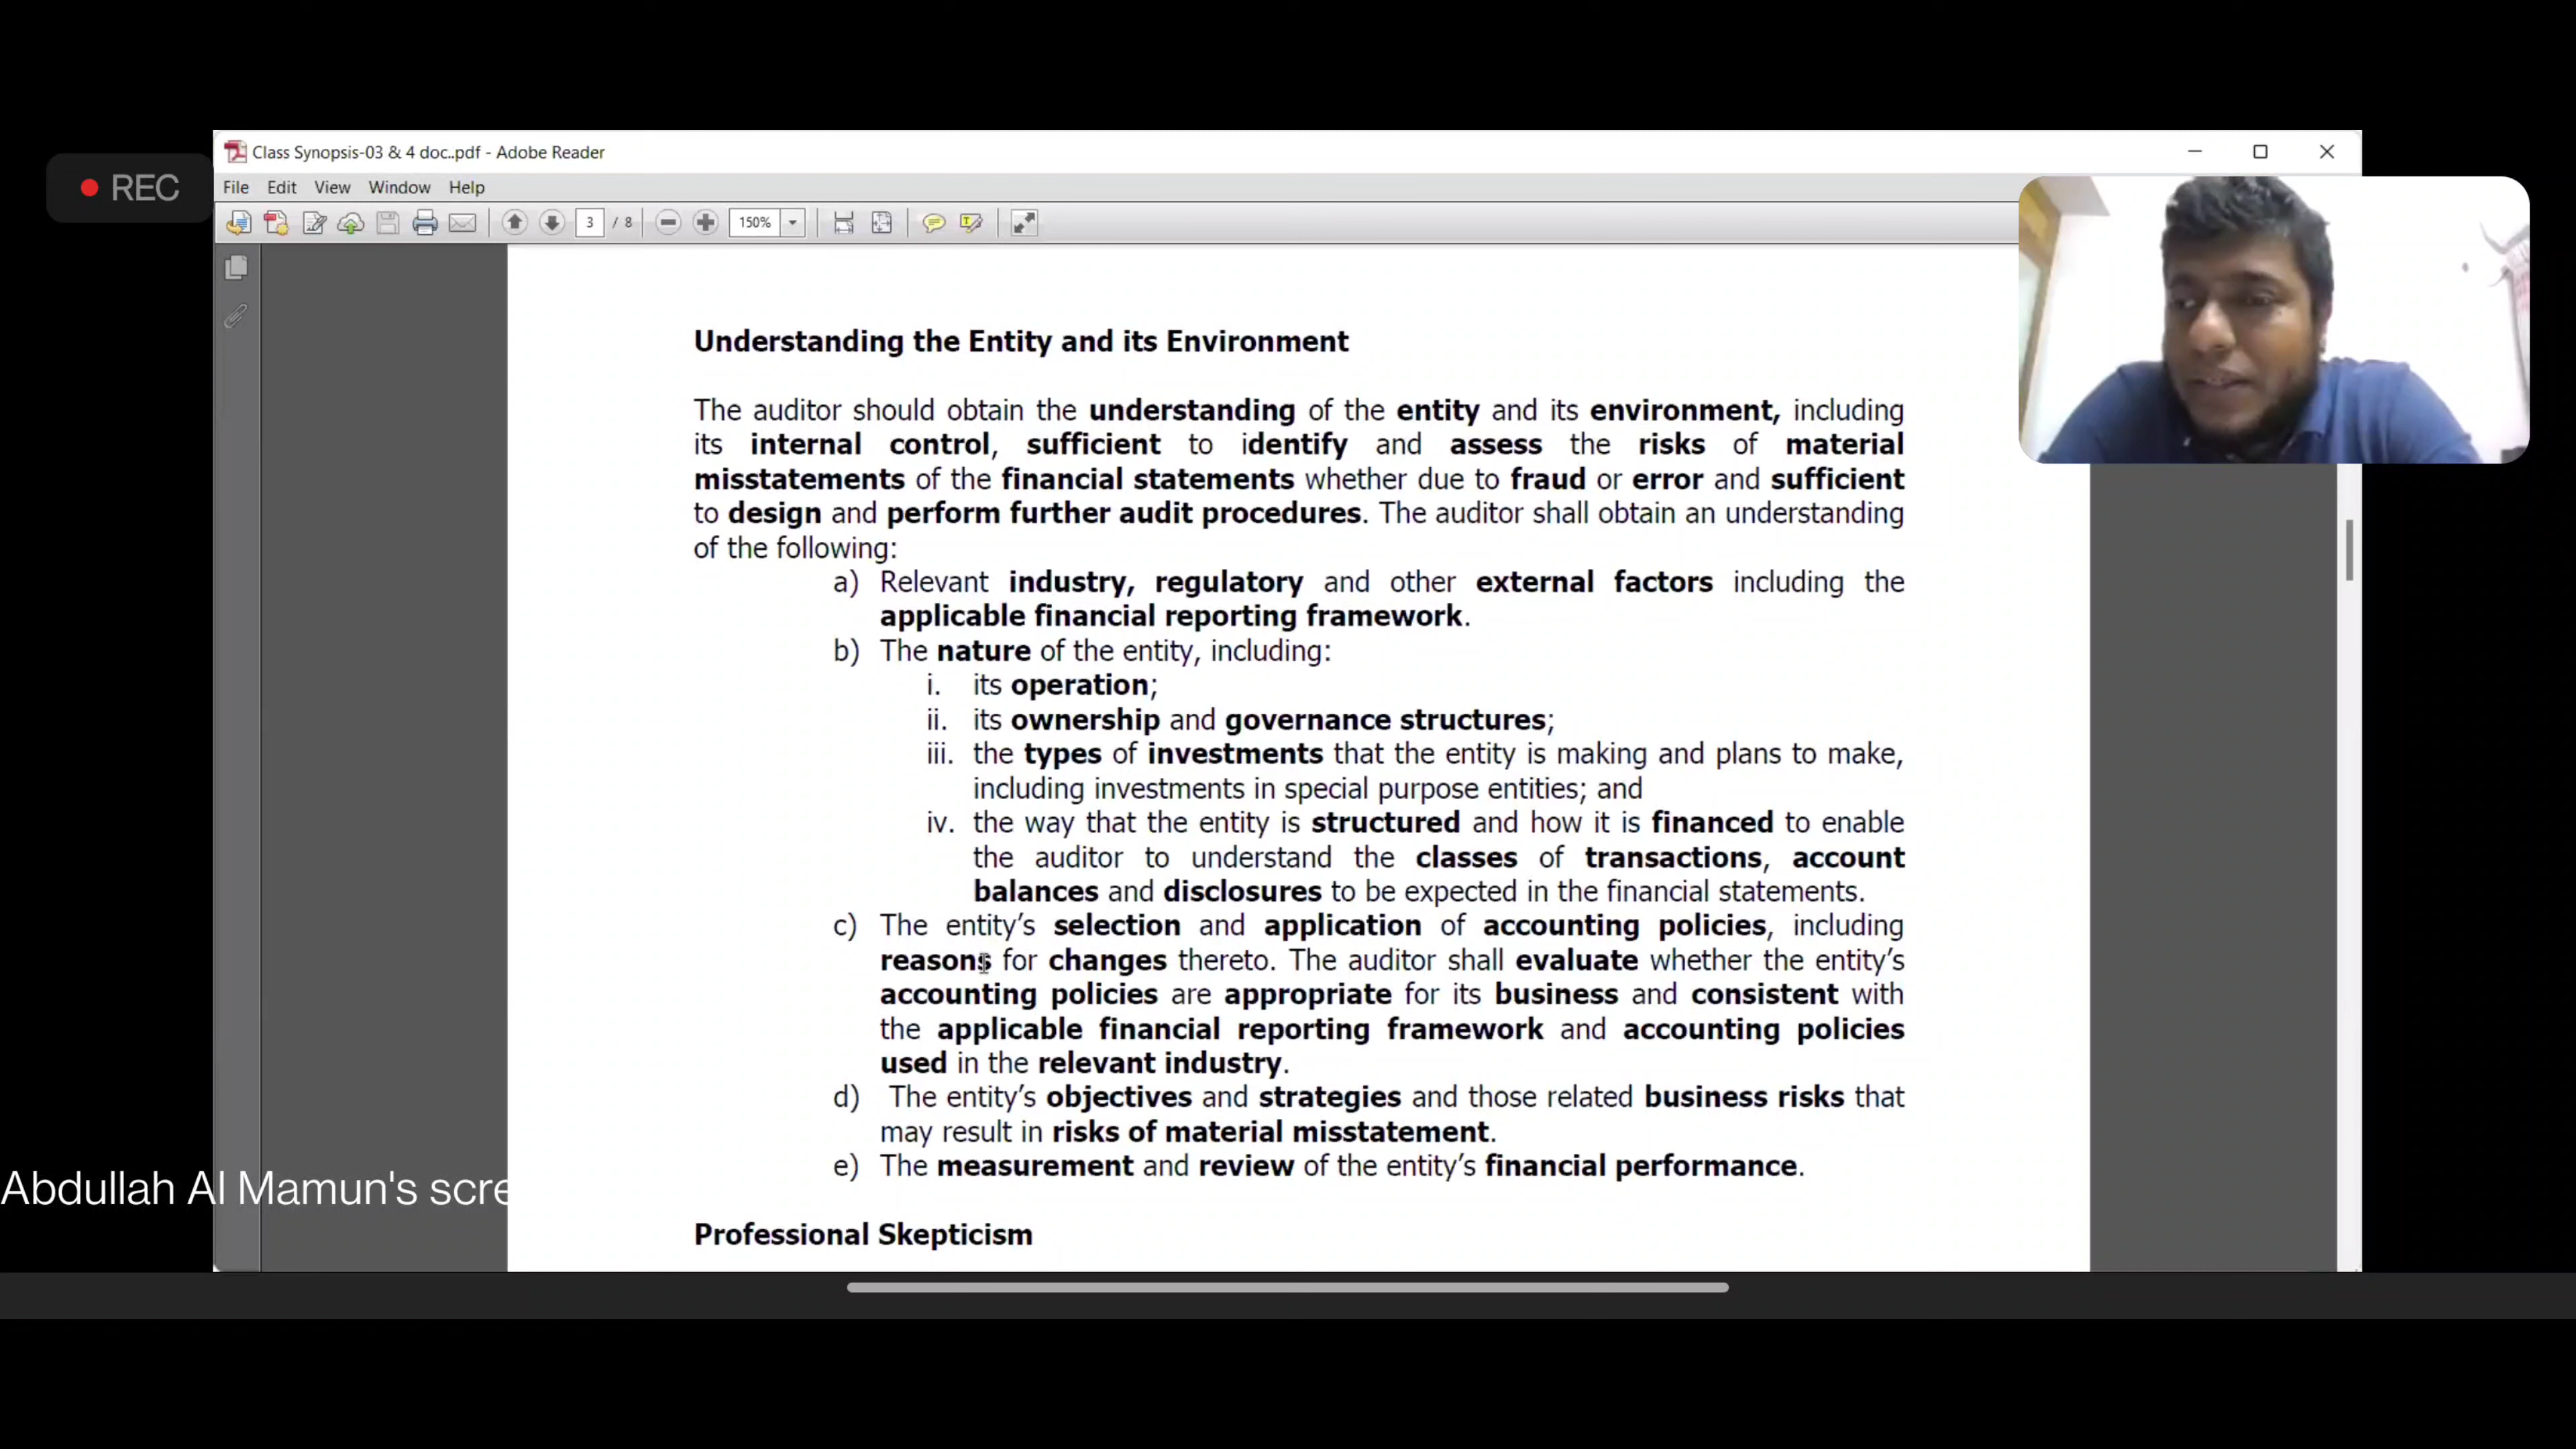 Class Synopsis-03 & 4 doc..pdf - Adobe Reader
REC
File Edit View Window Help
3 / 8 150%
Understanding the Entity and its Environment
The auditor should obtain the understanding of the entity and its environment, including
its internal control, sufficient to identify and assess the risks of material
misstatements of the financial statements whether due to fraud or error and sufficient
to design and perform further audit procedures. The auditor shall obtain an understanding
of the following:
a) Relevant industry, regulatory and other external factors including the
applicable financial reporting framework.
b) The nature of the entity, including:
i. its operation;
ii. its ownership and governance structures;
iii. the types of investments that the entity is making and plans to make,
including investments in special purpose entities; and
iv. the way that the entity is structured and how it is financed to enable
the auditor to understand the classes of transactions, account
balances and disclosures to be expected in the financial statements.
c) The entity’s selection and application of accounting policies, including
reasons for changes thereto. The auditor shall evaluate whether the entity’s
accounting policies are appropriate for its business and consistent with
the applicable financial reporting framework and accounting policies
used in the relevant industry.
d) The entity’s objectives and strategies and those related business risks that
may result in risks of material misstatement.
e) The measurement and review of the entity’s financial performance.
Abdullah Al Mamun's scre
Professional Skepticism